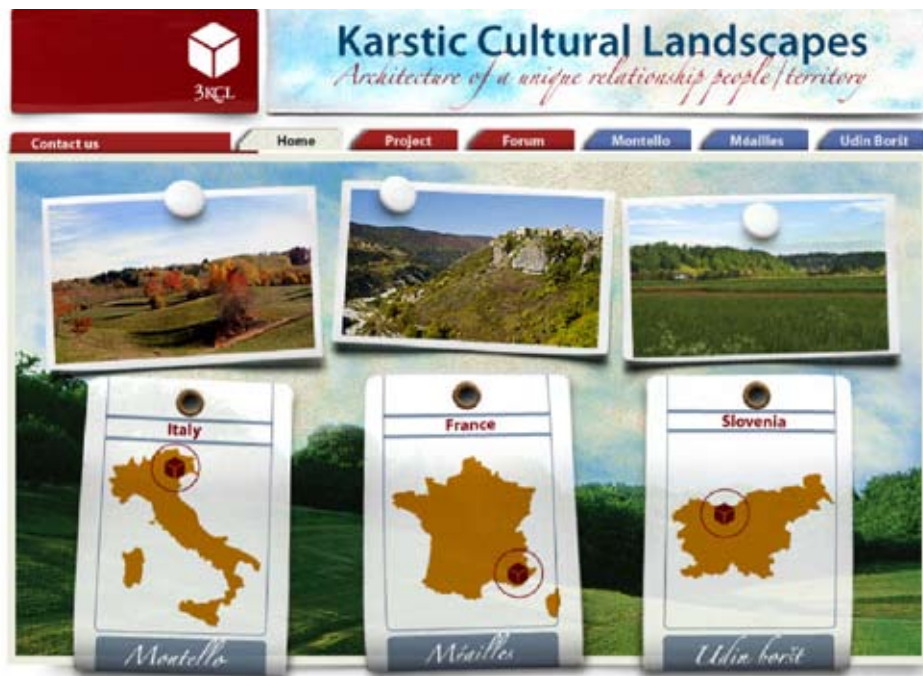 3KCL
Karstic Cultural Landscapes
Architecture of a unique relationship people/territory
Contact us
Home
Project
Forum
Montello
Méailles
Udin Boršt
Italy
France
Slovenia
Montello
Méailles
Udin boršt